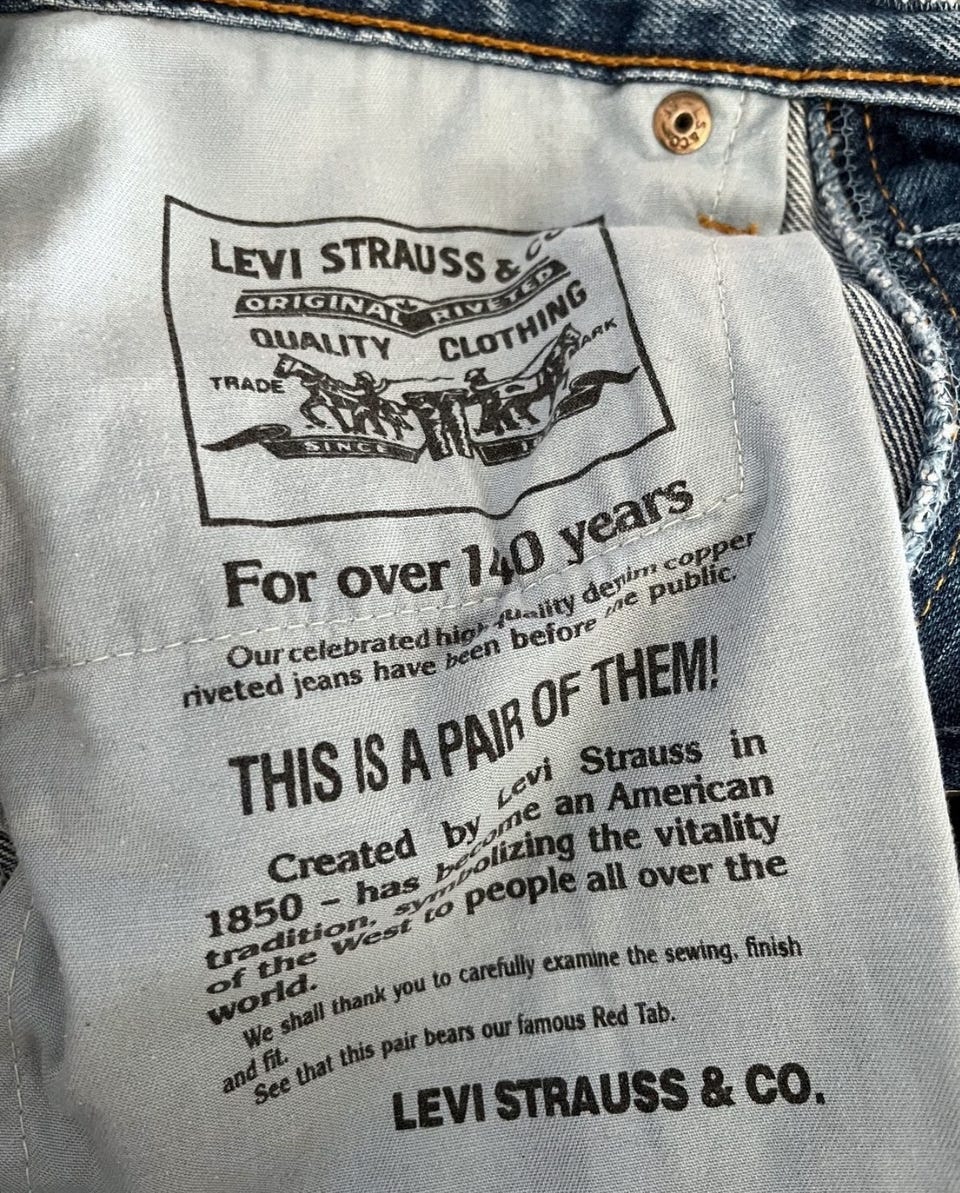 LEVI STRAUSS & CO
ORIGINAL RIVETED
QUALITY CLOTHING
TRADE MARK
SINCE
For over 140 years
Our celebrated high quality denim copper
riveted jeans have been before the public.
THIS IS A PAIR OF THEM!
Created by Levi Strauss in
1850 – has become an American
tradition, symbolizing the vitality
of the West to people all over the
world.
We shall thank you to carefully examine the sewing, finish
and fit.
See that this pair bears our famous Red Tab.
LEVI STRAUSS & CO.